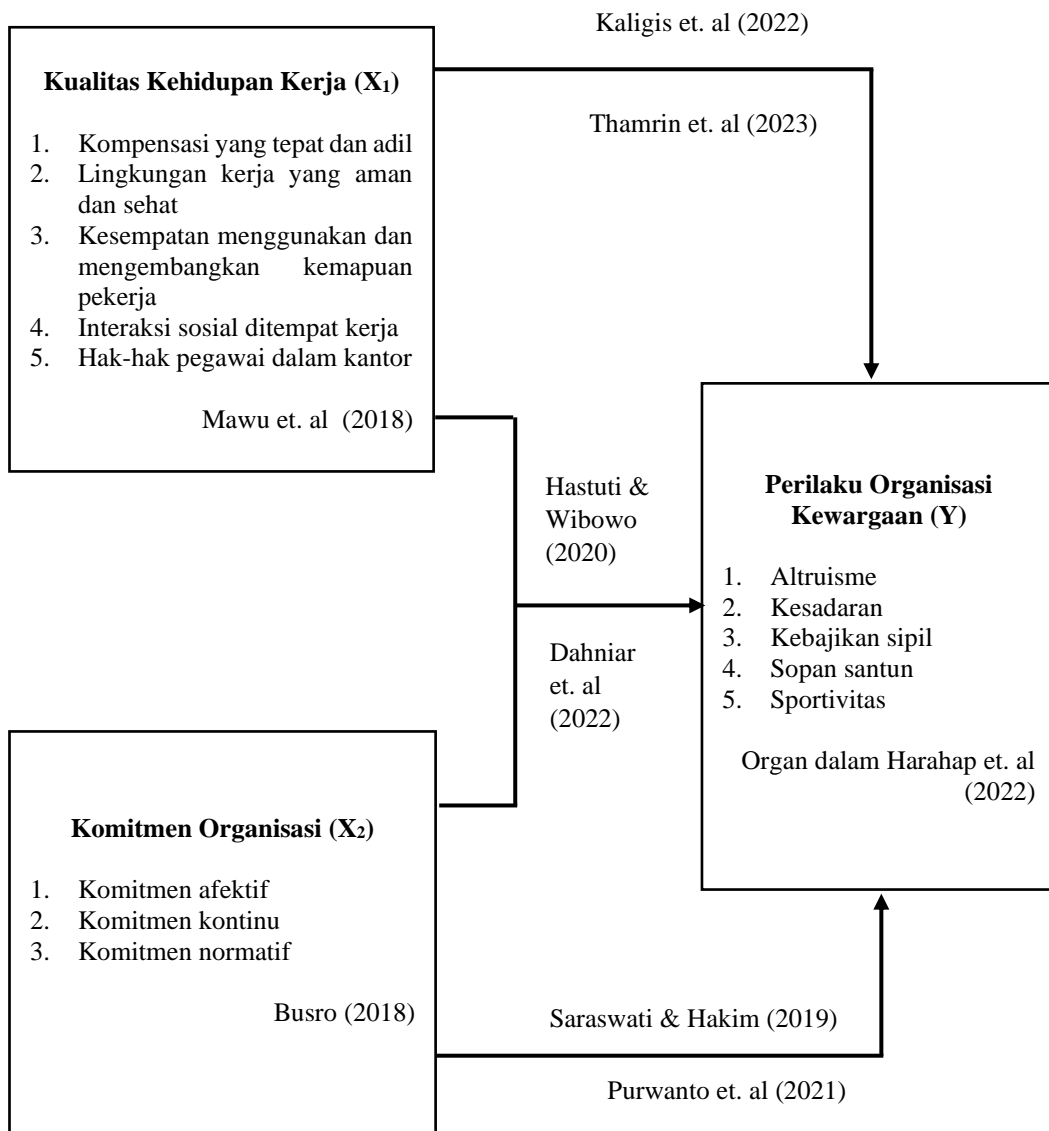 Kaligis et. al (2022)
Thamrin et. al (2023)
Kualitas Kehidupan Kerja (X₁)
1. Kompensasi yang tepat dan adil
2. Lingkungan kerja yang aman
dan sehat
3. Kesempatan menggunakan dan
mengembangkan kemapuan
pekerja
4. Interaksi sosial ditempat kerja
5. Hak-hak pegawai dalam kantor
Mawu et. al (2018)
Hastuti &
Wibowo
(2020)
Dahniar
et. al
(2022)
Perilaku Organisasi
Kewargaan (Y)
1. Altruisme
2. Kesadaran
3. Kebajikan sipil
4. Sopan santun
5. Sportivitas
Organ dalam Harahap et. al
(2022)
Komitmen Organisasi (X₂)
1. Komitmen afektif
2. Komitmen kontinu
3. Komitmen normatif
Busro (2018)
Saraswati & Hakim (2019)
Purwanto et. al (2021)